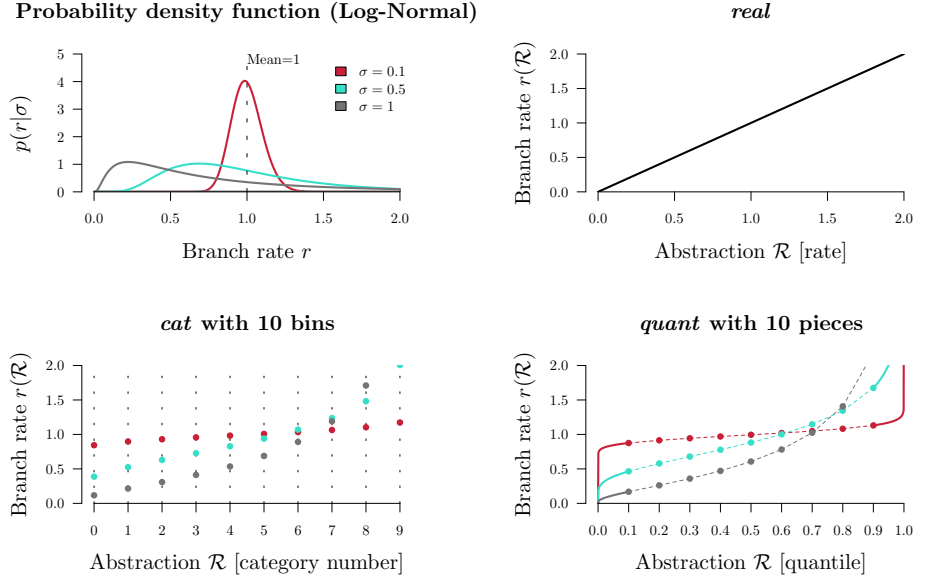 Probability density function (Log-Normal)
p(r|σ)
5
4
3
2
1
0
Mean=1
σ = 0.1
σ = 0.5
σ = 1
0.0 0.5 1.0 1.5 2.0
Branch rate r
real
Branch rate r(ℛ)
2.0
1.5
1.0
0.5
0.0
0.0 0.5 1.0 1.5 2.0
Abstraction ℛ [rate]
cat with 10 bins
Branch rate r(ℛ)
2.0
1.5
1.0
0.5
0.0
0 1 2 3 4 5 6 7 8 9
Abstraction ℛ [category number]
quant with 10 pieces
Branch rate r(ℛ)
2.0
1.5
1.0
0.5
0.0
0.0 0.1 0.2 0.3 0.4 0.5 0.6 0.7 0.8 0.9 1.0
Abstraction ℛ [quantile]